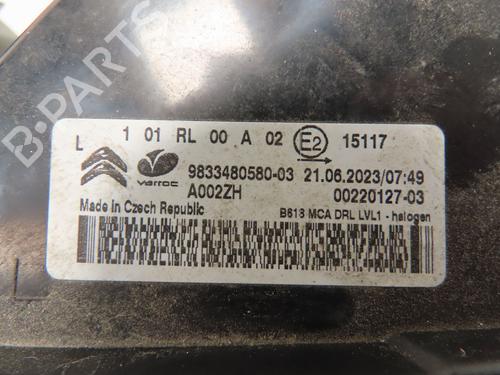 B-PARTS
L 1 01 RL 00 A 02 E2 15117
varroc
9833480580-03 21.06.2023/07:49
A002ZH 00220127-03
Made in Czech Republic B618 MCA DRL LVL1 - halogen